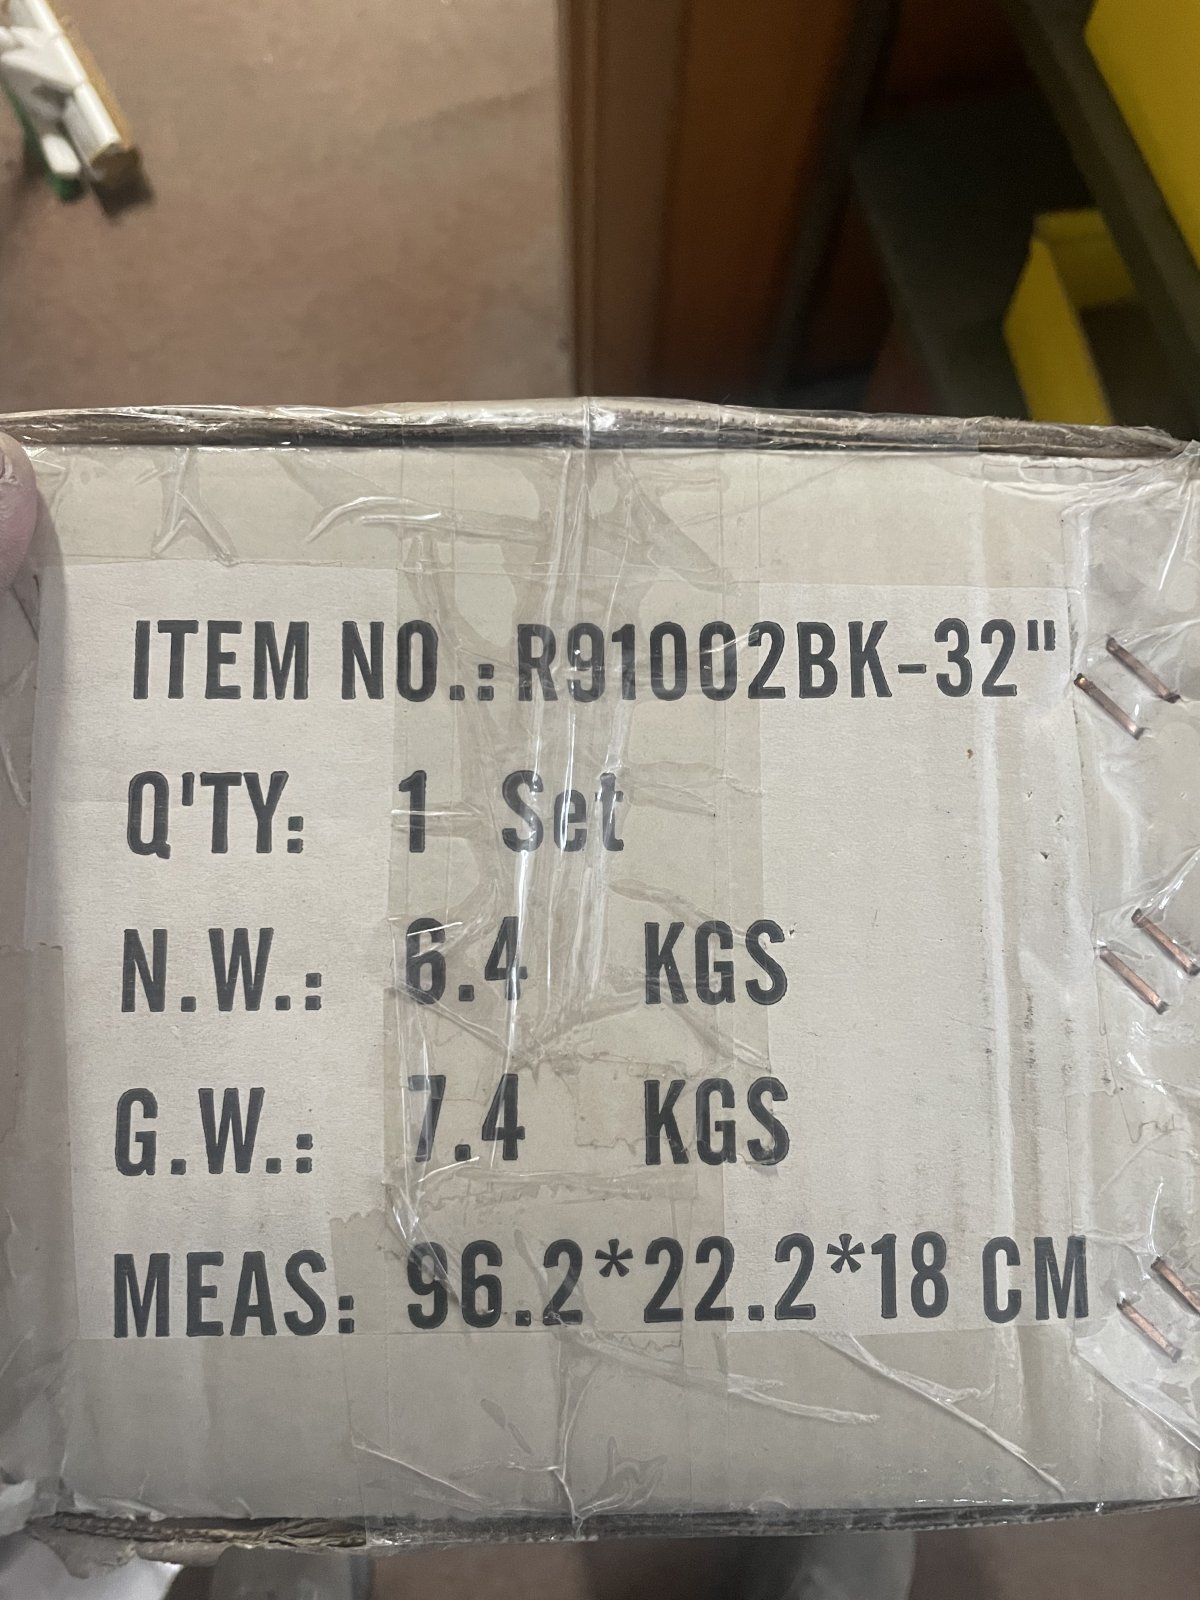 ITEM NO.: R91002BK-32"
Q'TY: 1 Set
N.W.: 6.4 KGS
G.W.: 7.4 KGS
MEAS: 96.2*22.2*18 CM